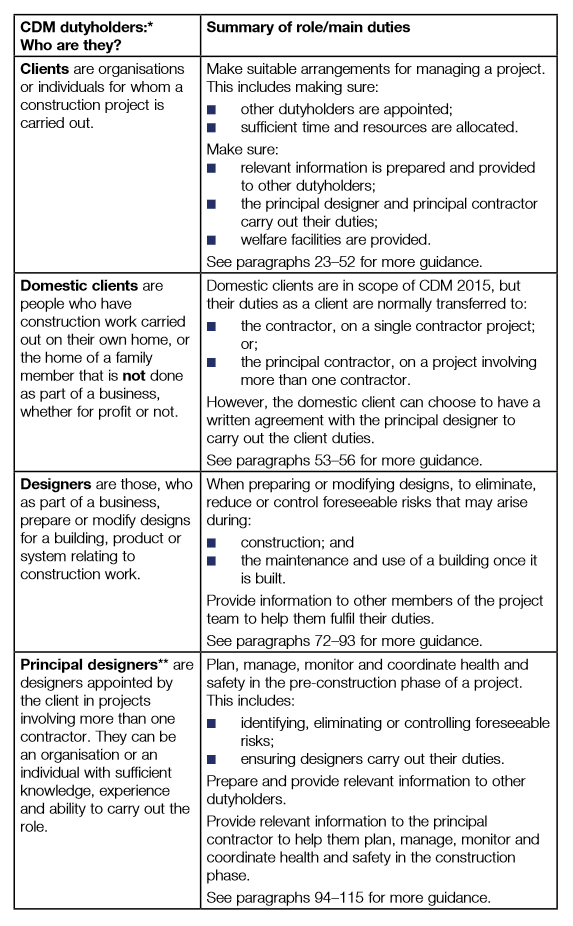 CDM dutyholders:*
Who are they?
Summary of role/main duties
Clients are organisations
or individuals for whom a
construction project is
carried out.
Make suitable arrangements for managing a project.
This includes making sure:
■ other dutyholders are appointed;
■ sufficient time and resources are allocated.
Make sure:
■ relevant information is prepared and provided
to other dutyholders;
■ the principal designer and principal contractor
carry out their duties;
■ welfare facilities are provided.
See paragraphs 23–52 for more guidance.
Domestic clients are
people who have
construction work carried
out on their own home, or
the home of a family
member that is not done
as part of a business,
whether for profit or not.
Domestic clients are in scope of CDM 2015, but
their duties as a client are normally transferred to:
■ the contractor, on a single contractor project;
or;
■ the principal contractor, on a project involving
more than one contractor.
However, the domestic client can choose to have a
written agreement with the principal designer to
carry out the client duties.
See paragraphs 53–56 for more guidance.
Designers are those, who
as part of a business,
prepare or modify designs
for a building, product or
system relating to
construction work.
When preparing or modifying designs, to eliminate,
reduce or control foreseeable risks that may arise
during:
■ construction; and
■ the maintenance and use of a building once it
is built.
Provide information to other members of the project
team to help them fulfil their duties.
See paragraphs 72–93 for more guidance.
Principal designers** are
designers appointed by
the client in projects
involving more than one
contractor. They can be
an organisation or an
individual with sufficient
knowledge, experience
and ability to carry out the
role.
Plan, manage, monitor and coordinate health and
safety in the pre-construction phase of a project.
This includes:
■ identifying, eliminating or controlling foreseeable
risks;
■ ensuring designers carry out their duties.
Prepare and provide relevant information to other
dutyholders.
Provide relevant information to the principal
contractor to help them plan, manage, monitor and
coordinate health and safety in the construction
phase.
See paragraphs 94–115 for more guidance.